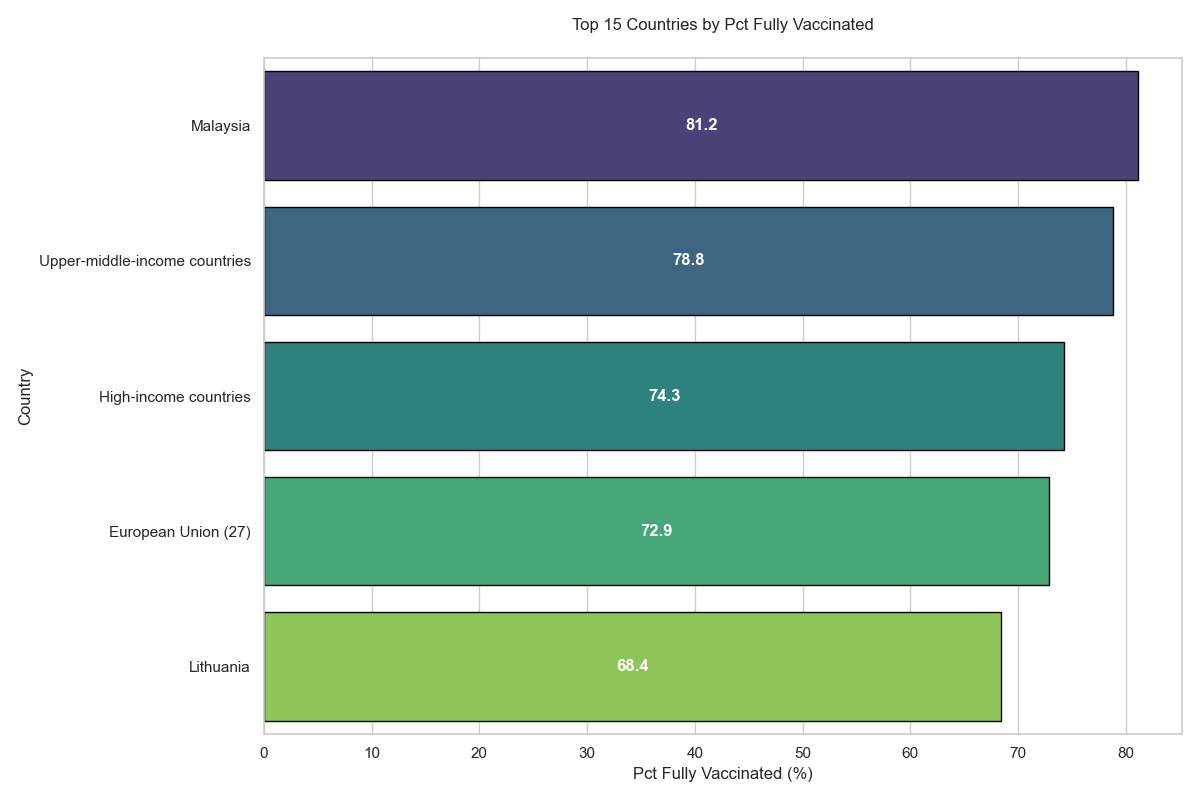 Top 15 Countries by Pct Fully Vaccinated
Malaysia
81.2
Upper-middle-income countries
78.8
High-income countries
74.3
European Union (27)
72.9
Lithuania
68.4
Country
0 10 20 30 40 50 60 70 80
Pct Fully Vaccinated (%)